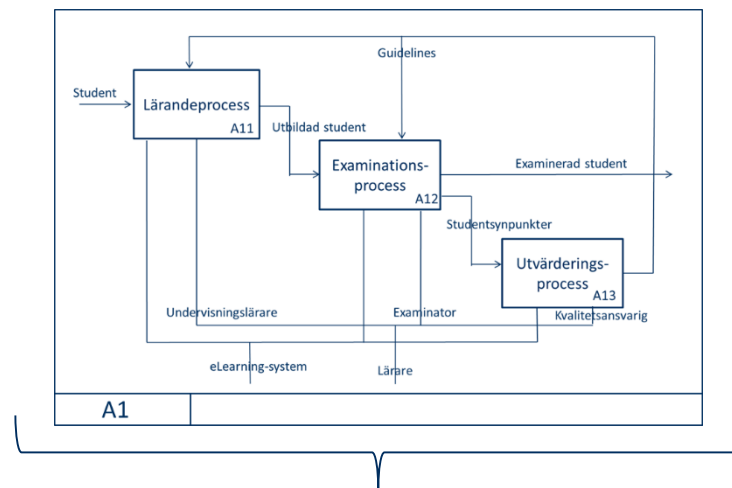 Guidelines
Student
Lärandeprocess
A11
Utbildad student
Examinations-
process
A12
Examinerad student
Studentsynpunkter
Utvärderings-
process
A13
Undervisningslärare
Examinator
Kvalitetsansvarig
eLearning-system
Lärare
A1